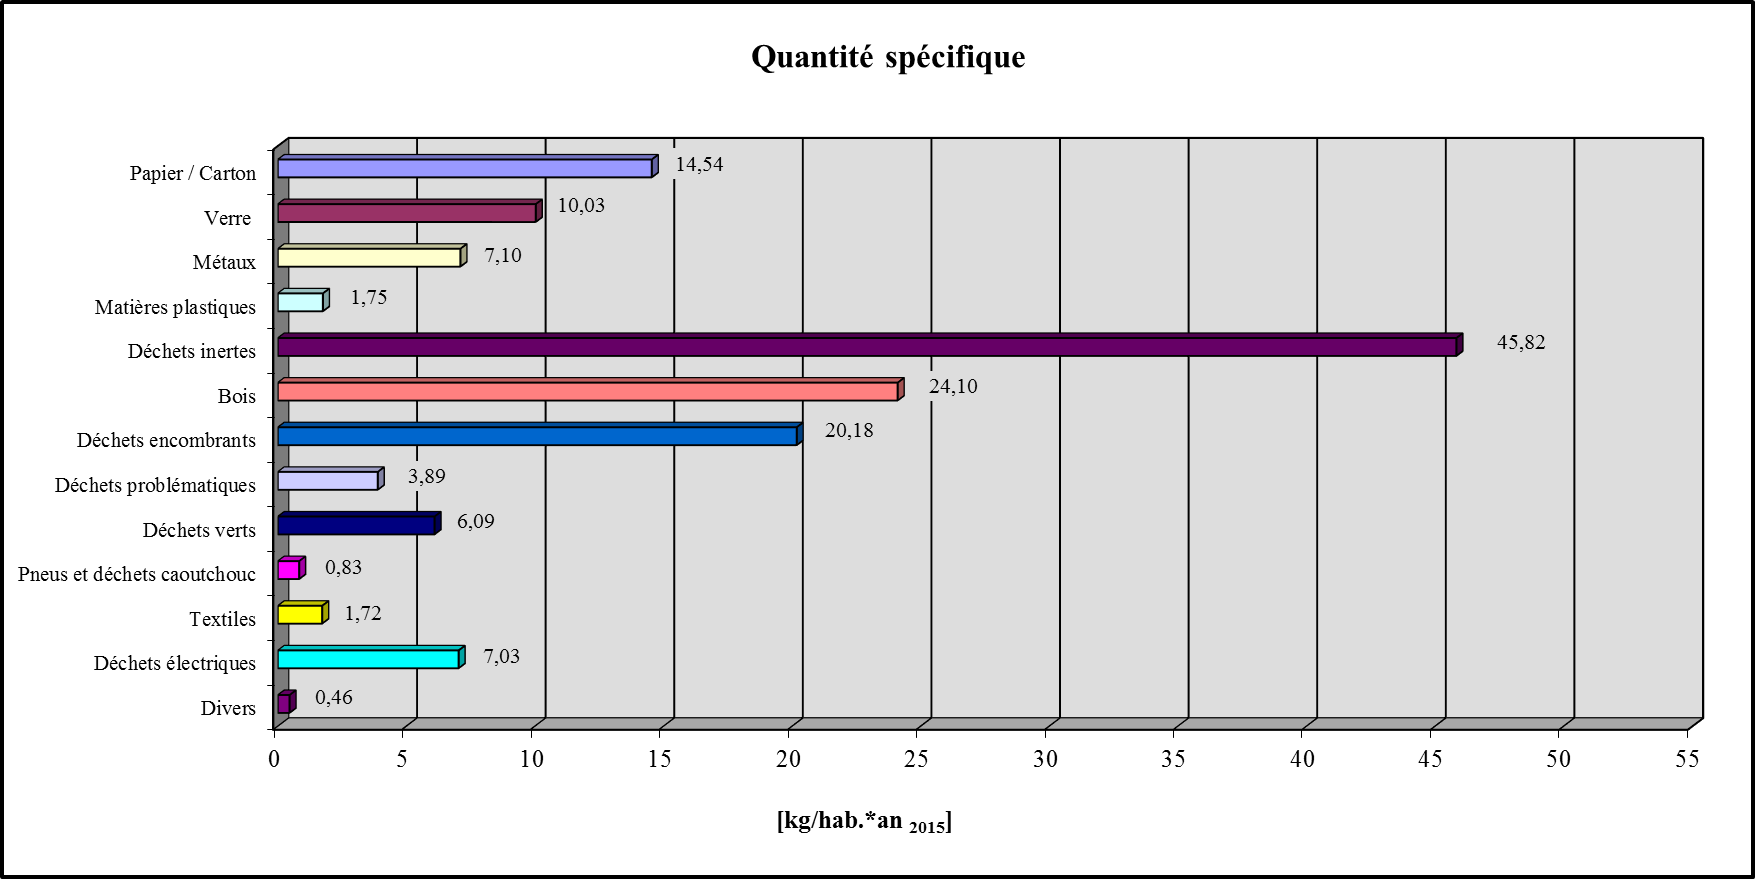 Quantité spécifique
Papier / Carton 14,54
Verre 10,03
Métaux 7,10
Matières plastiques 1,75
Déchets inertes 45,82
Bois 24,10
Déchets encombrants 20,18
Déchets problématiques 3,89
Déchets verts 6,09
Pneus et déchets caoutchouc 0,83
Textiles 1,72
Déchets électriques 7,03
Divers 0,46
0 5 10 15 20 25 30 35 40 45 50 55
[kg/hab.*an 2015]